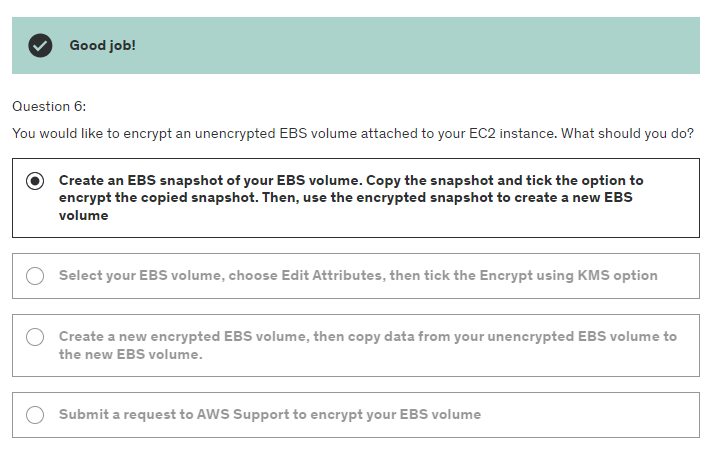 Good job!
Question 6:
You would like to encrypt an unencrypted EBS volume attached to your EC2 instance. What should you do?
Create an EBS snapshot of your EBS volume. Copy the snapshot and tick the option to
encrypt the copied snapshot. Then, use the encrypted snapshot to create a new EBS
volume
Select your EBS volume, choose Edit Attributes, then tick the Encrypt using KMS option
Create a new encrypted EBS volume, then copy data from your unencrypted EBS volume to
the new EBS volume.
Submit a request to AWS Support to encrypt your EBS volume